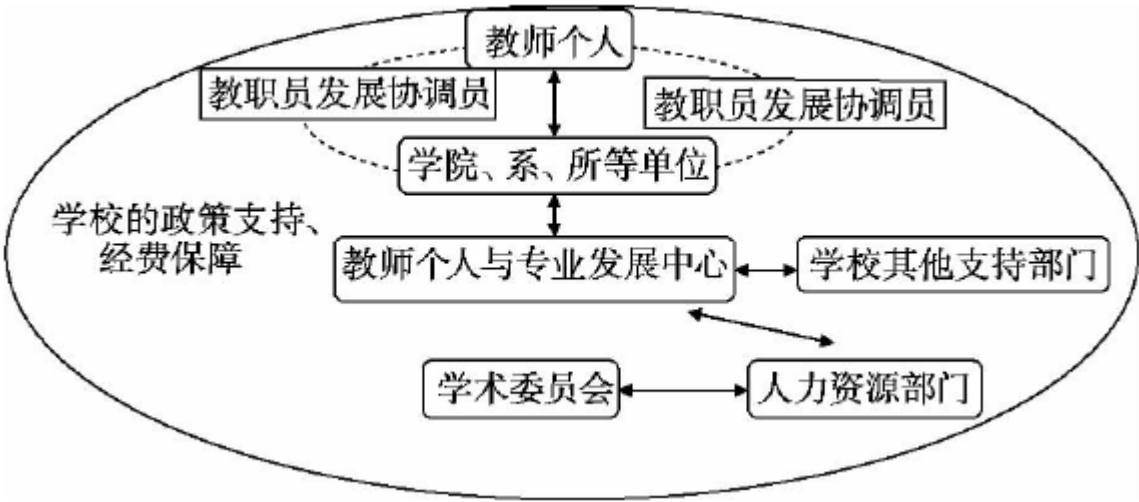 教师个人
教职员发展协调员
教职员发展协调员
学院、系、所等单位
学校的政策支持、
经费保障
教师个人与专业发展中心
学校其他支持部门
学术委员会
人力资源部门